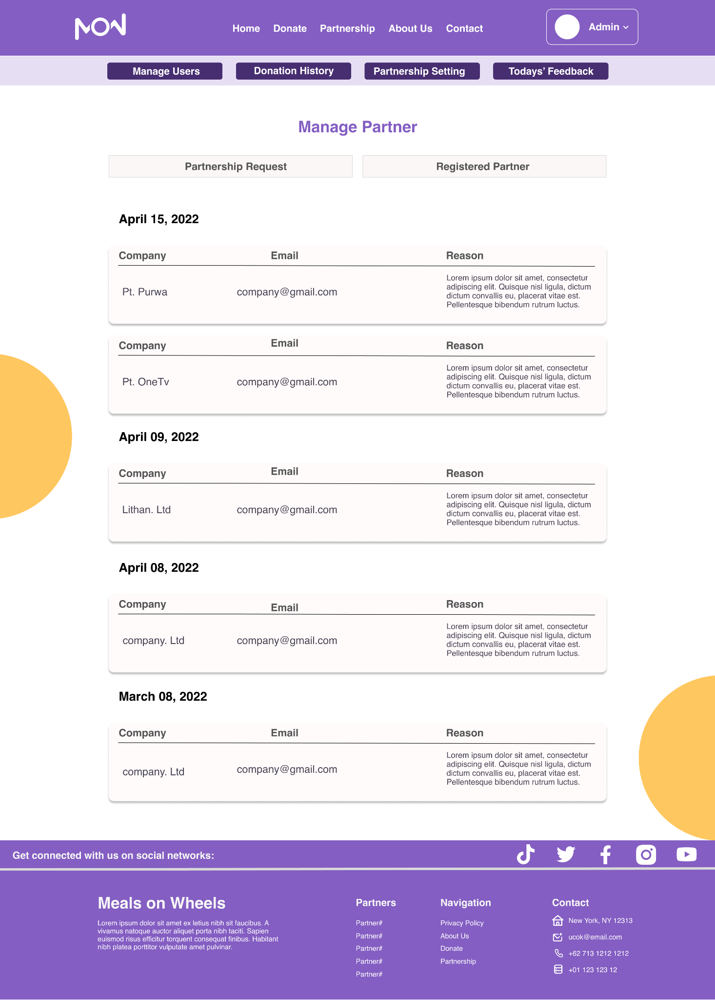 MOW
Home Donate Partnership About Us Contact
Admin
Manage Users Donation History Partnership Setting Todays’ Feedback
Manage Partner
Partnership Request Registered Partner
April 15, 2022
Company Email Reason
Pt. Purwa company@gmail.com
Lorem ipsum dolor sit amet, consectetur
adipiscing elit. Quisque nisl ligula, dictum
dictum convallis eu, placerat vitae est.
Pellentesque bibendum rutrum luctus.
Company Email Reason
Pt. OneTv company@gmail.com
Lorem ipsum dolor sit amet, consectetur
adipiscing elit. Quisque nisl ligula, dictum
dictum convallis eu, placerat vitae est.
Pellentesque bibendum rutrum luctus.
April 09, 2022
Company Email Reason
Lithan. Ltd company@gmail.com
Lorem ipsum dolor sit amet, consectetur
adipiscing elit. Quisque nisl ligula, dictum
dictum convallis eu, placerat vitae est.
Pellentesque bibendum rutrum luctus.
April 08, 2022
Company Email Reason
company. Ltd company@gmail.com
Lorem ipsum dolor sit amet, consectetur
adipiscing elit. Quisque nisl ligula, dictum
dictum convallis eu, placerat vitae est.
Pellentesque bibendum rutrum luctus.
March 08, 2022
Company Email Reason
company. Ltd company@gmail.com
Lorem ipsum dolor sit amet, consectetur
adipiscing elit. Quisque nisl ligula, dictum
dictum convallis eu, placerat vitae est.
Pellentesque bibendum rutrum luctus.
Get connected with us on social networks:
Meals on Wheels
Lorem ipsum dolor sit amet ex letius nibh sit faucibus. A
vivamus natoque auctor aliquet porta nibh taciti. Sapien
euismod risus efficitur torquent consequat finibus. Habitant
nibh platea porttitor vulputate amet pulvinar.
Partners
Partner#
Partner#
Partner#
Partner#
Partner#
Navigation
Privacy Policy
About Us
Donate
Partnership
Contact
New York, NY 12313
ucok@email.com
+62 713 1212 1212
+01 123 123 12